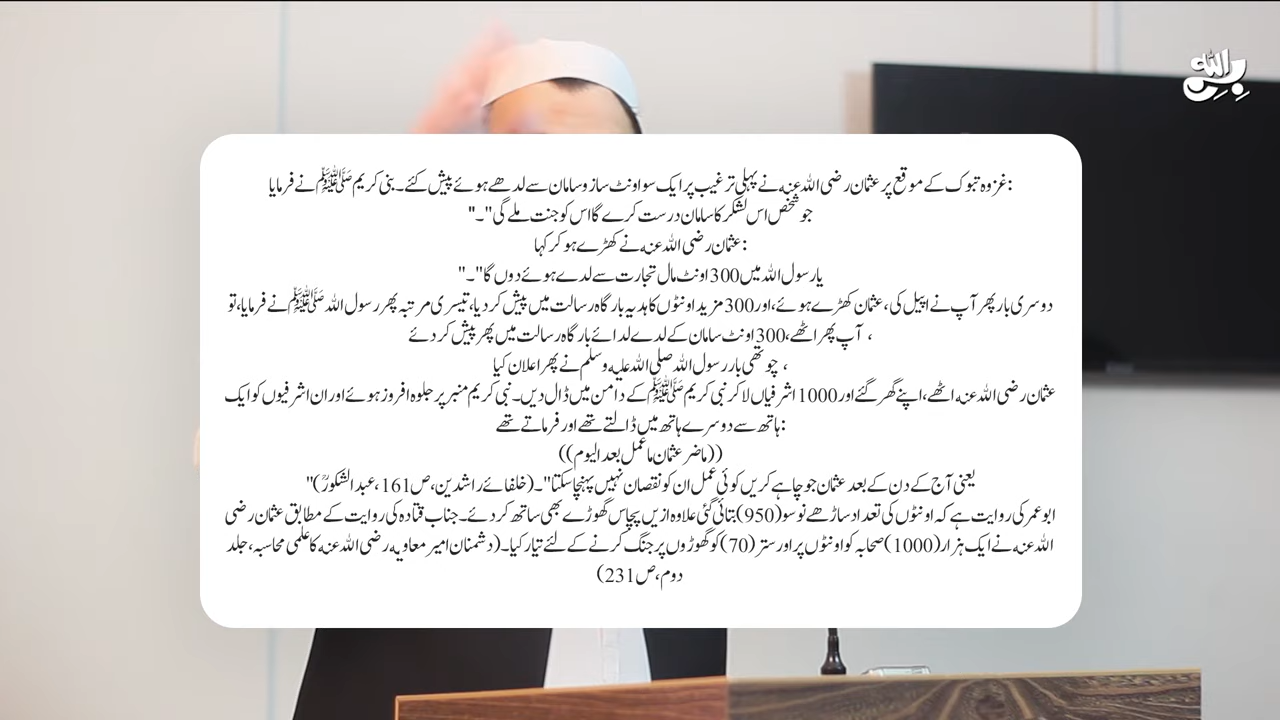 غزوہ تبوک کے موقع پر عثمان رضی اللہ عنہ نے پہلی ترغیب پر ایک سو اونٹ ساز و سامان سے لدھے ہوئے پیش کئے۔ بنی کریم ﷺ نے فرمایا:
"جو شخص اس لشکر کا سامان درست کرے گا اس کو جنت ملے گی"۔
عثمان رضی اللہ عنہ نے کھڑے ہو کر کہا:
"یا رسول اللہ میں 300 اونٹ مال تجارت سے لدے ہوئے دوں گا"۔
دوسری بار پھر آپ نے اپیل کی، عثمان کھڑے ہوئے، اور 300 مزید اونٹوں کا ہدیہ بارگاہ رسالت میں پیش کر دیا، تیسری مرتبہ پھر رسول اللہ ﷺ نے فرمایا، تو
آپ پھر اٹھے، 300 اونٹ سامان کے لدے لدائے بارگاہ رسالت میں پھر پیش کر دئے ،
چوتھی بار رسول اللہ صلی اللہ علیہ وسلم نے پھر اعلان کیا ،
عثمان رضی اللہ عنہ اٹھے، اپنے گھر گئے اور 1000 اشرفیاں لا کر نبی کریم ﷺ کے دامن میں ڈال دیں۔ نبی کریم منبر پر جلوہ افروز ہوئے اور ان اشرفیوں کو ایک
ہاتھ سے دوسرے ہاتھ میں ڈالتے تھے اور فرماتے تھے:
((ما ضر عثمان ما عمل بعد الیوم))
یعنی آج کے دن کے بعد عثمان جو چاہے کریں کوئی عمل ان کو نقصان نہیں پہنچا سکتا"۔ (خلفائے راشدین، ص 161، عبد الشکورؒ)"
ابو عمر کی روایت ہے کہ اونٹوں کی تعداد ساڑھے نو سو (950) بتائی گئی علاوہ ازیں پچاس گھوڑے بھی ساتھ کر دئے۔ جناب قتادہ کی روایت کے مطابق عثمان رضی
اللہ عنہ نے ایک ہزار (1000) صحابہ کو اونٹوں پر اور ستر (70) کو گھوڑوں پر جنگ کرنے کے لئے تیار کیا۔ (دشمنان امیر معاویہ رضی اللہ عنہ کا علمی محاسبہ، جلد
دوم، ص 231)